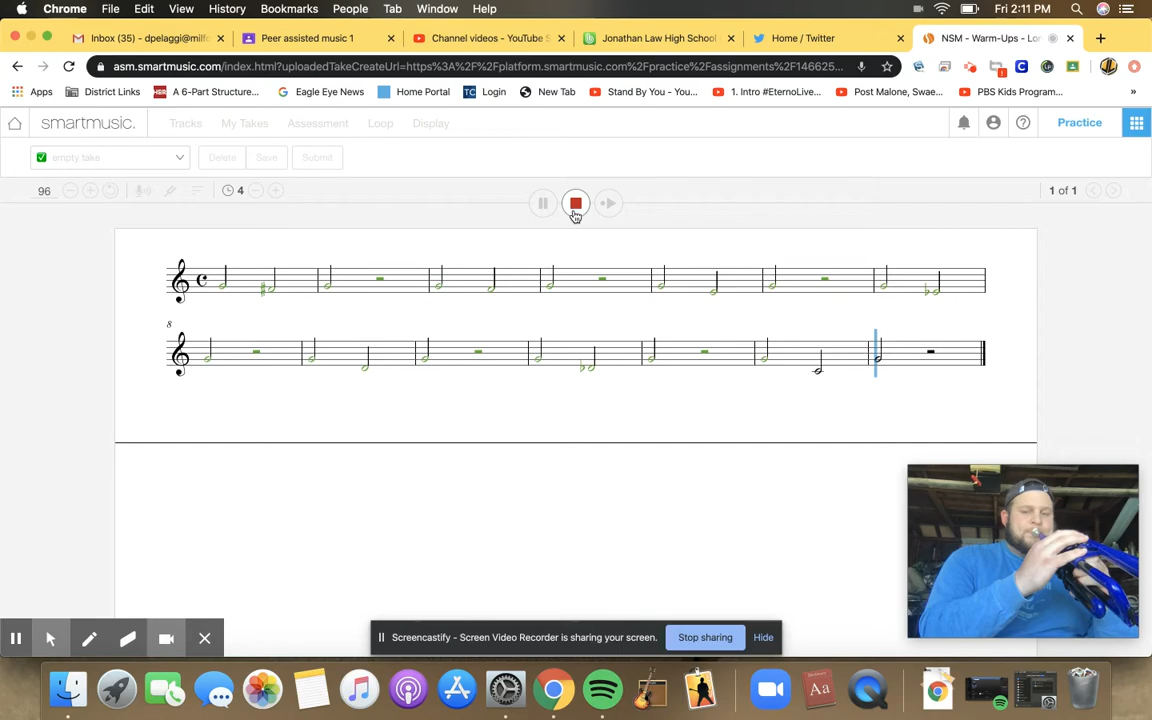 Chrome File Edit View History Bookmarks People Tab Window Help Fri 2:11 PM
Inbox (35) - dpelaggi@milf
Peer assisted music 1
Channel videos - YouTube S
Jonathan Law High School
Home / Twitter
NSM - Warm-Ups - Lor
asm.smartmusic.com/index.html?uploadedTakeCreateUrl=https%3A%2F%2Fplatform.smartmusic.com%2Fpractice%2Fassignments%2F146625...
Apps District Links A 6-Part Structure... Eagle Eye News Home Portal Login New Tab Stand By You - You... 1. Intro #EternoLive... Post Malone, Swae... PBS Kids Program... »
smartmusic. Tracks My Takes Assessment Loop Display Practice
empty take Delete Save Submit
96 4 1 of 1
8
Screencastify - Screen Video Recorder is sharing your screen. Stop sharing Hide
Aa